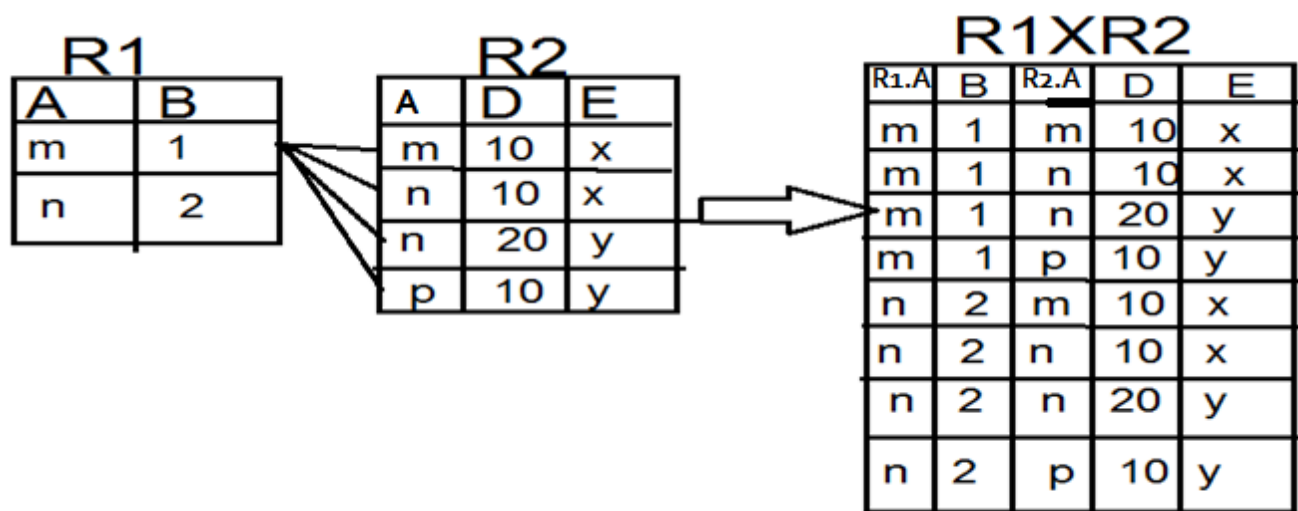 R1
A B
m 1
n 2
R2
A D E
m 10 x
n 10 x
n 20 y
p 10 y
R1XR2
R1.A B R2.A D E
m 1 m 10 x
m 1 n 10 x
m 1 n 20 y
m 1 p 10 y
n 2 m 10 x
n 2 n 10 x
n 2 n 20 y
n 2 p 10 y